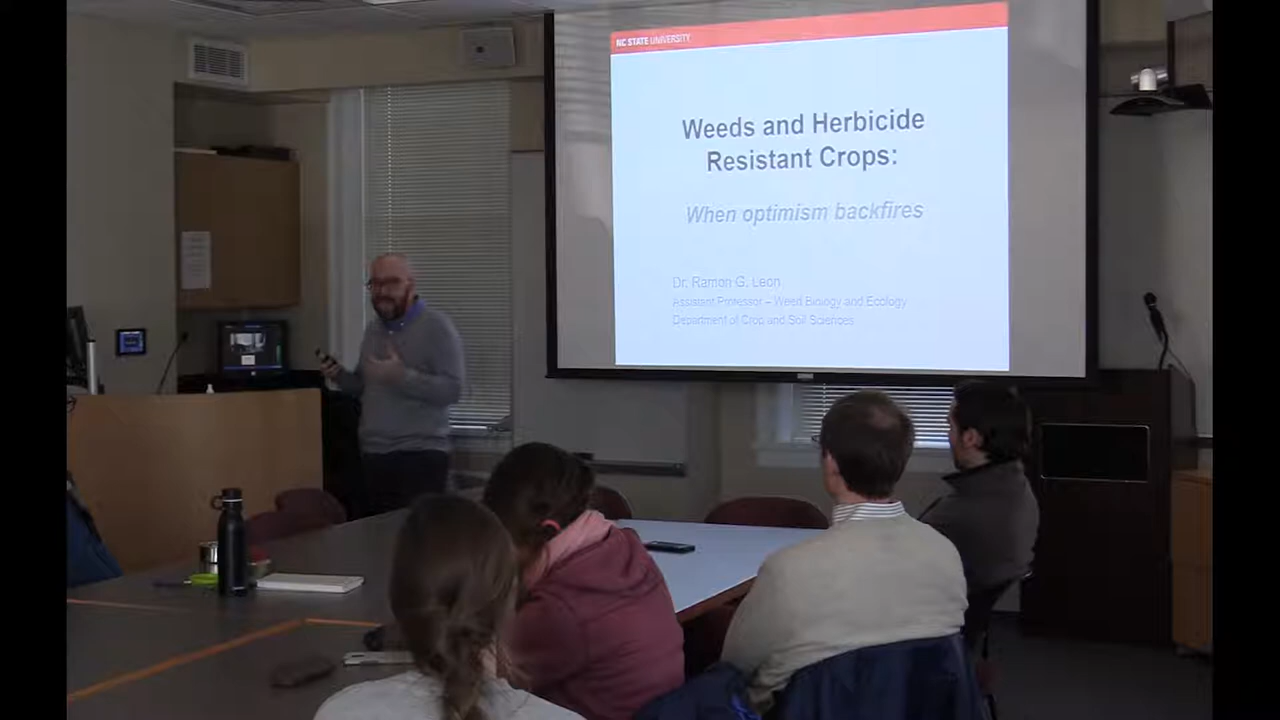 NC STATE UNIVERSITY
Weeds and Herbicide
Resistant Crops:
When optimism backfires
Dr. Ramon G. Leon
Assistant Professor – Weed Biology and Ecology
Department of Crop and Soil Sciences